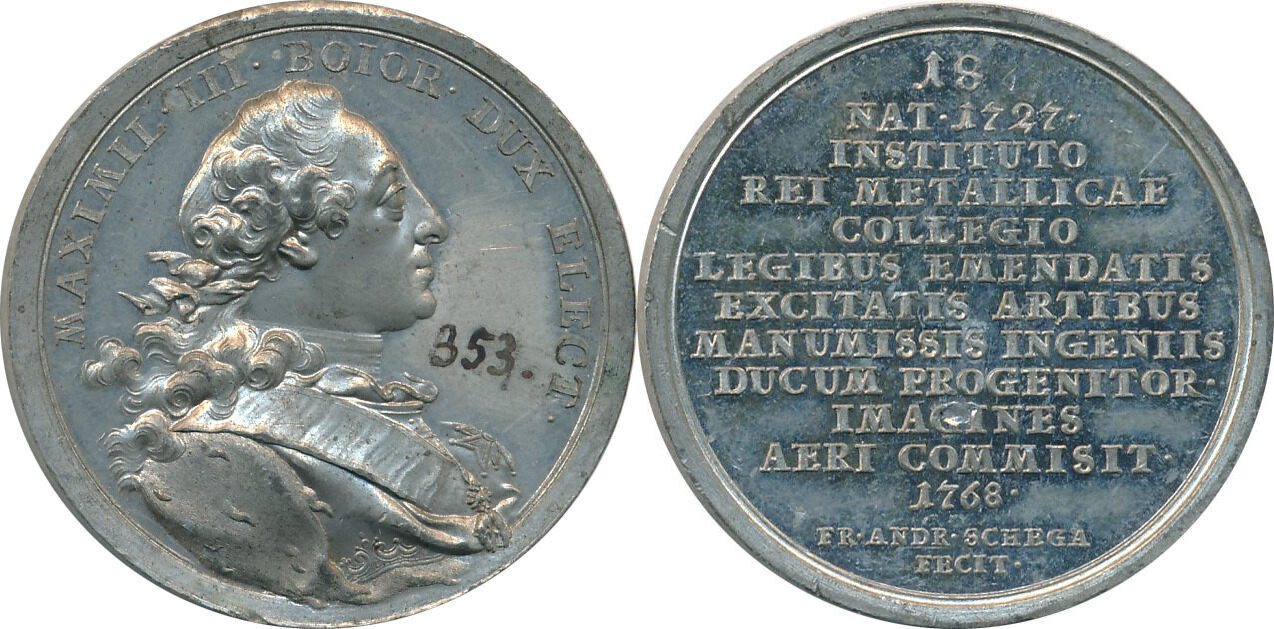 MAXIMIL·III·BOIOR·DUX ELECT·
353.
18
NAT·1727·
INSTITUTO
REI METALLICAE
COLLEGIO
LEGIBUS EMENDATIS
EXCITATIS ARTIBUS
MANUMISSIS INGENIIS
DUCUM PROGENITOR·
IMAGINES
AERI COMMISIT·
1768·
FR·ANDR·SCHEGA
FECIT·